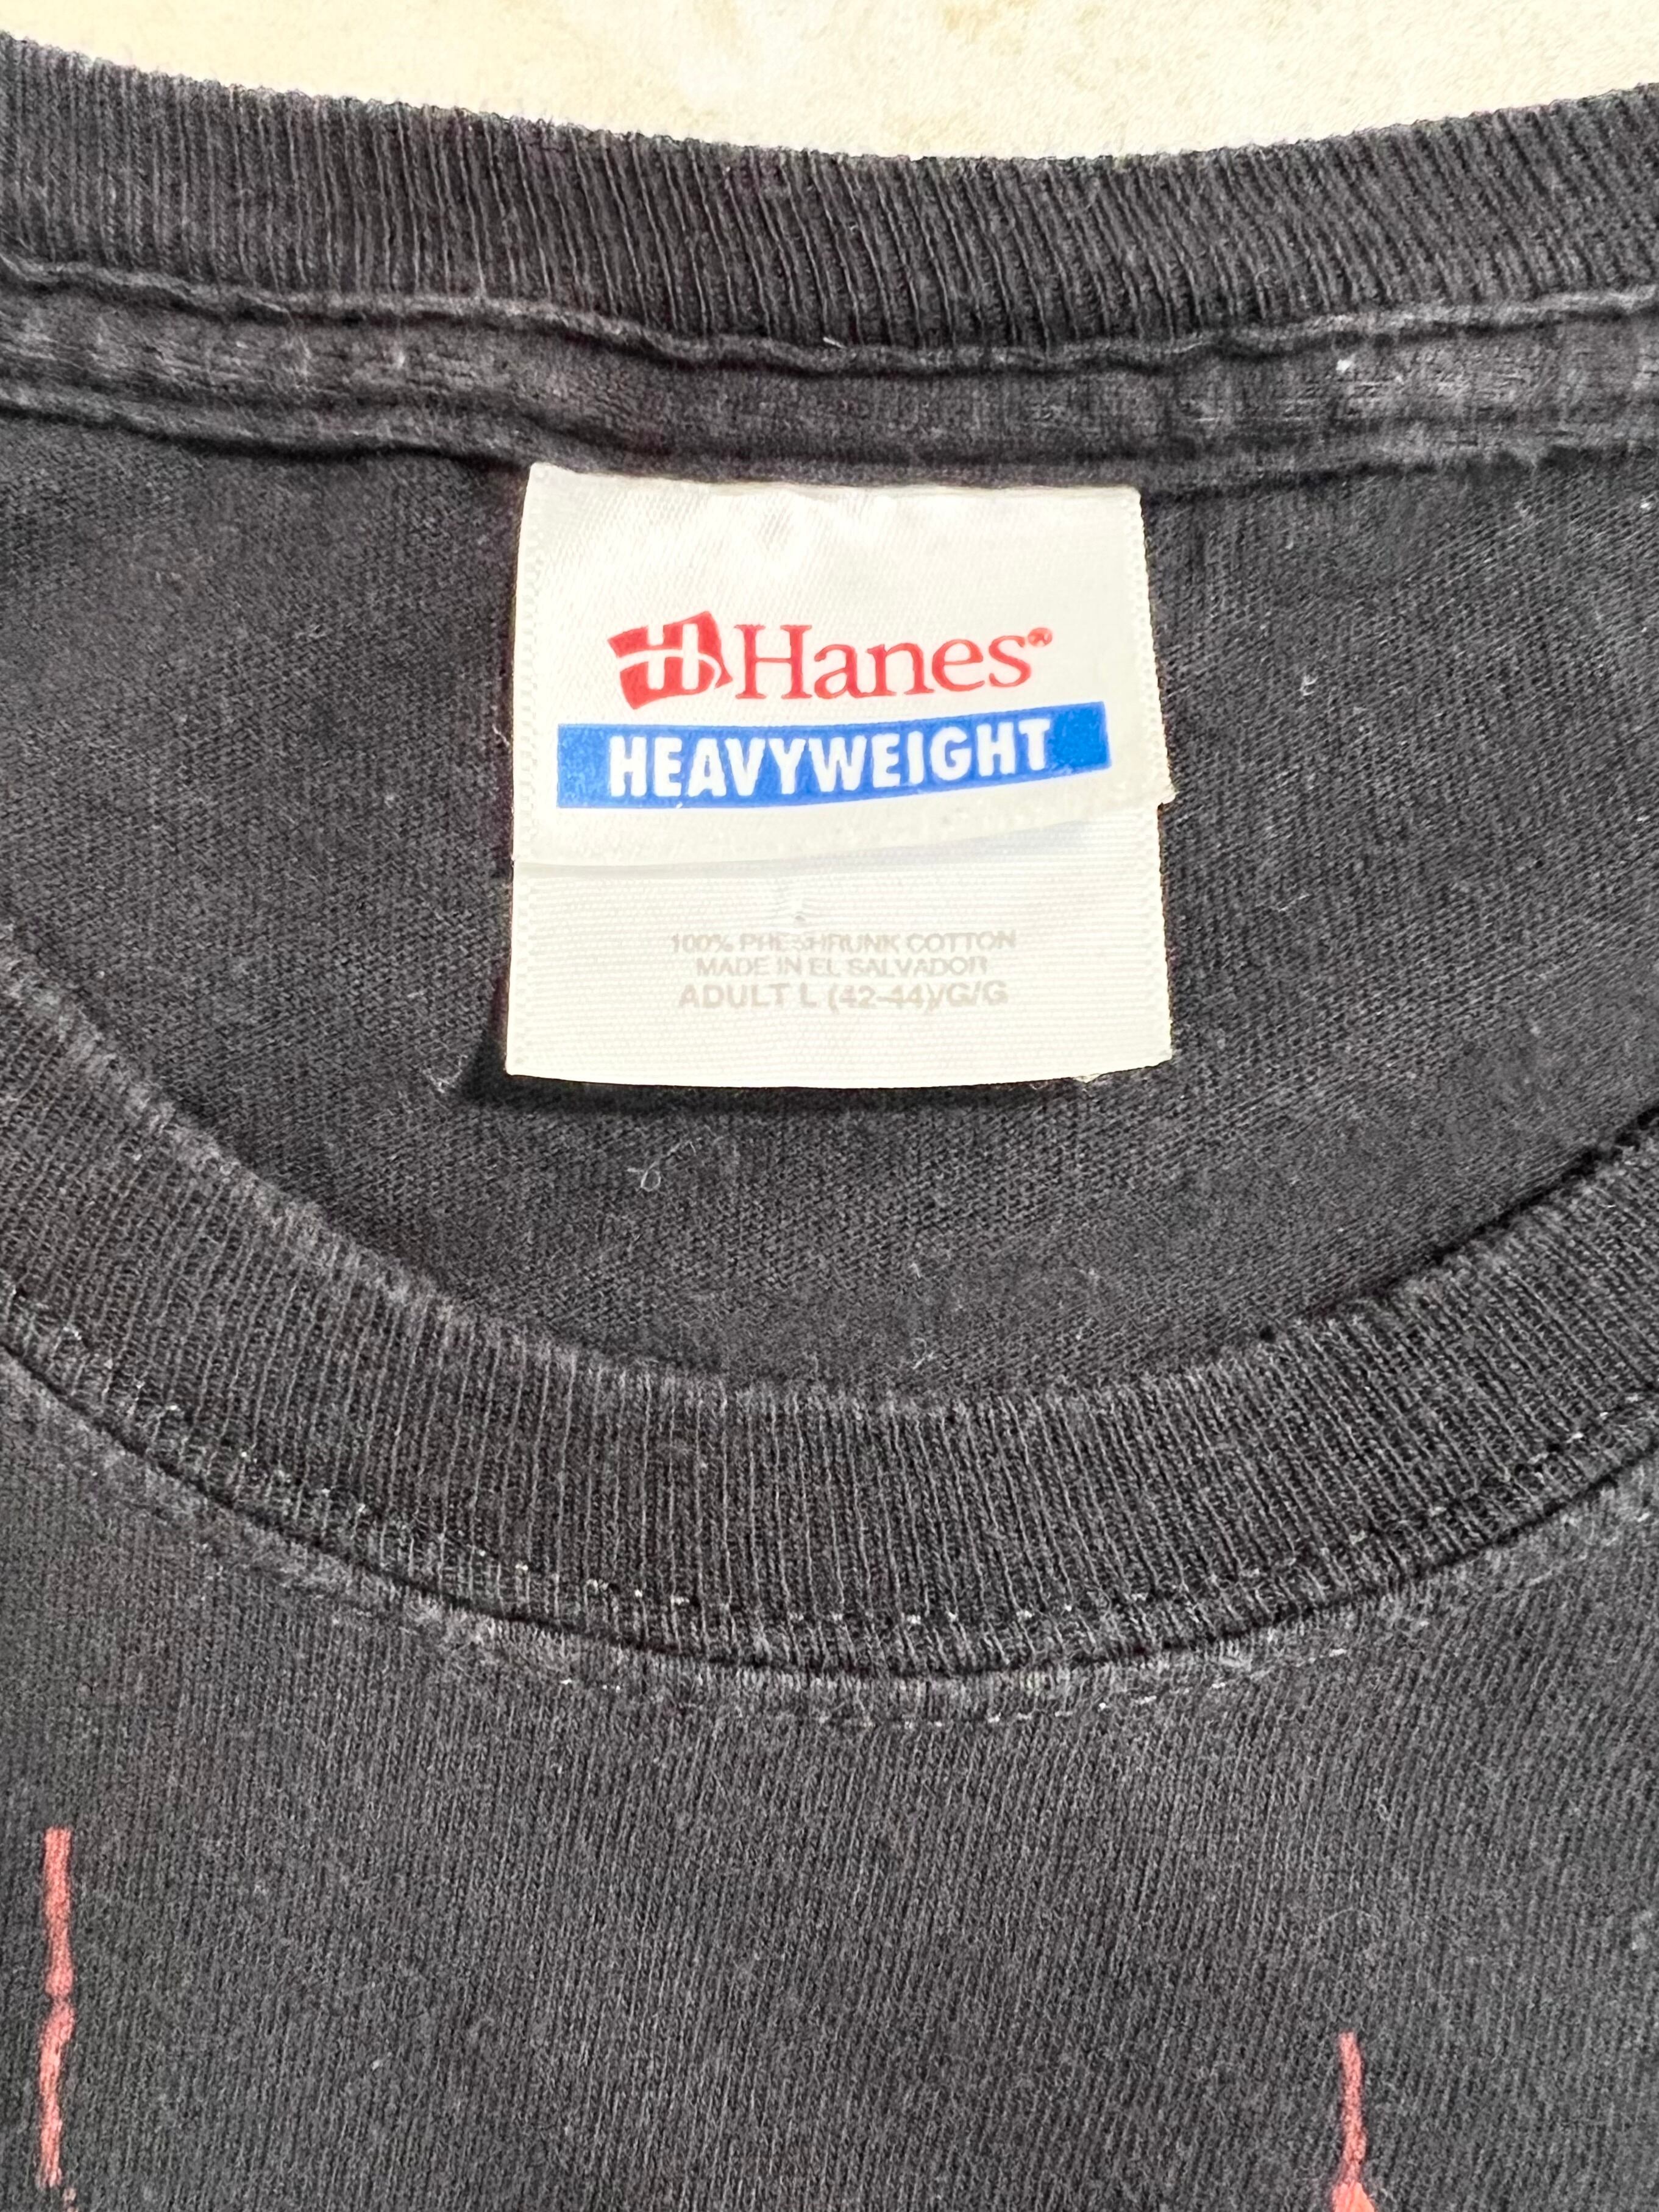 Hanes®
HEAVYWEIGHT
100% PRESHRUNK COTTON
MADE IN EL SALVADOR
ADULT L (42-44)/G/G